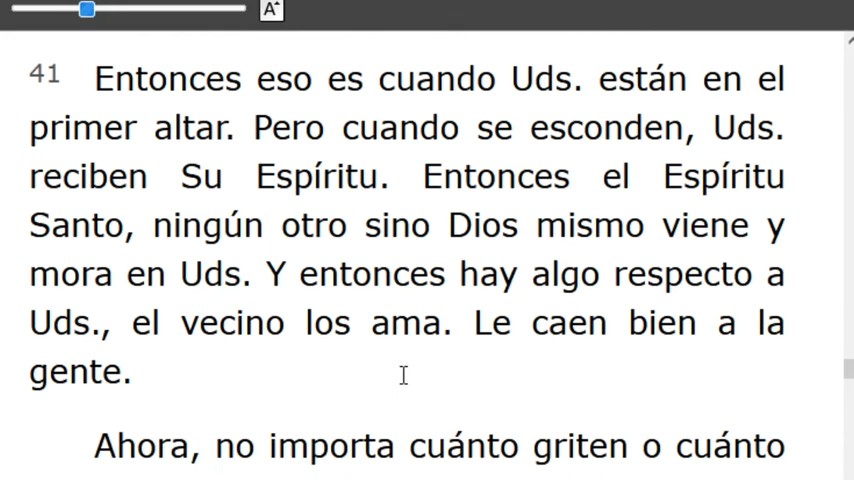 A
41 Entonces eso es cuando Uds. están en el
primer altar. Pero cuando se esconden, Uds.
reciben Su Espíritu. Entonces el Espíritu
Santo, ningún otro sino Dios mismo viene y
mora en Uds. Y entonces hay algo respecto a
Uds., el vecino los ama. Le caen bien a la
gente.
Ahora, no importa cuánto griten o cuánto